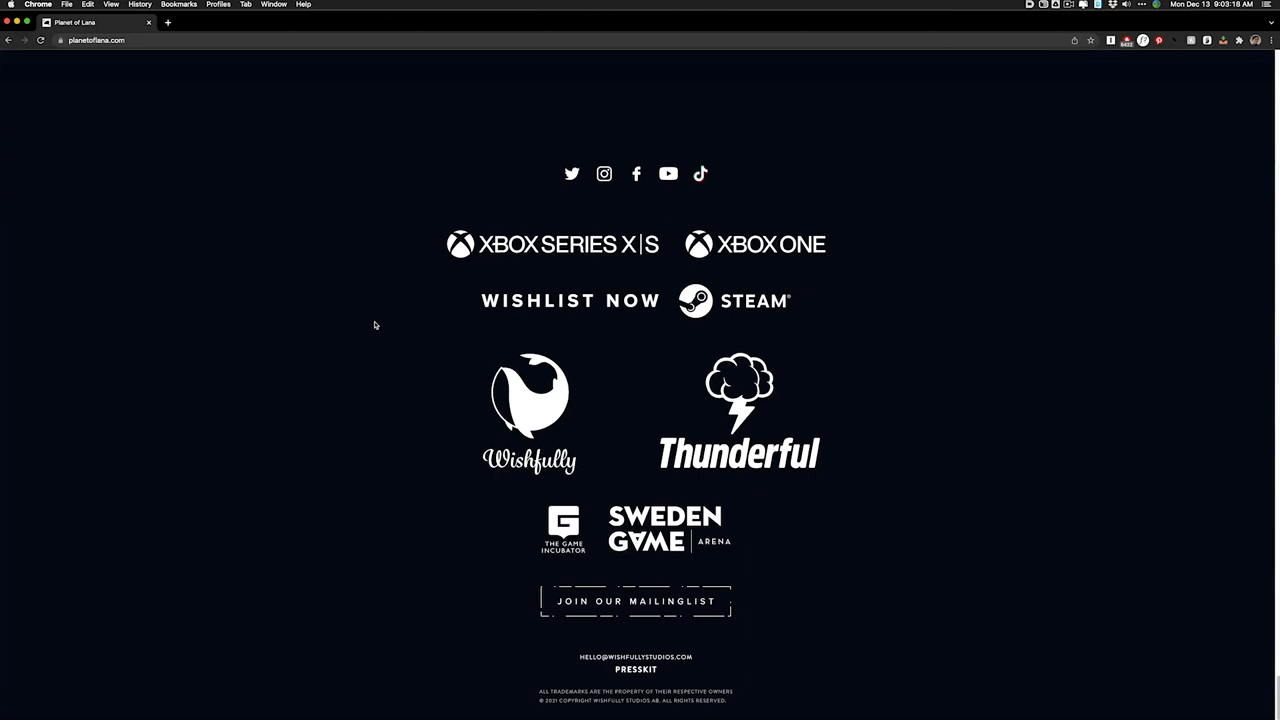 Chrome File Edit View History Bookmarks Profiles Tab Window Help
Mon Dec 13 9:03:18 AM
Planet of Lana
planetoflana.com
6422
XBOX SERIES X|S XBOX ONE
WISHLIST NOW STEAM®
Wishfully Thunderful
THE GAME INCUBATOR
SWEDEN
GAME ARENA
JOIN OUR MAILINGLIST
HELLO@WISHFULLYSTUDIOS.COM
PRESSKIT
ALL TRADEMARKS ARE THE PROPERTY OF THEIR RESPECTIVE OWNERS
© 2021 COPYRIGHT WISHFULLY STUDIOS AB. ALL RIGHTS RESERVED.